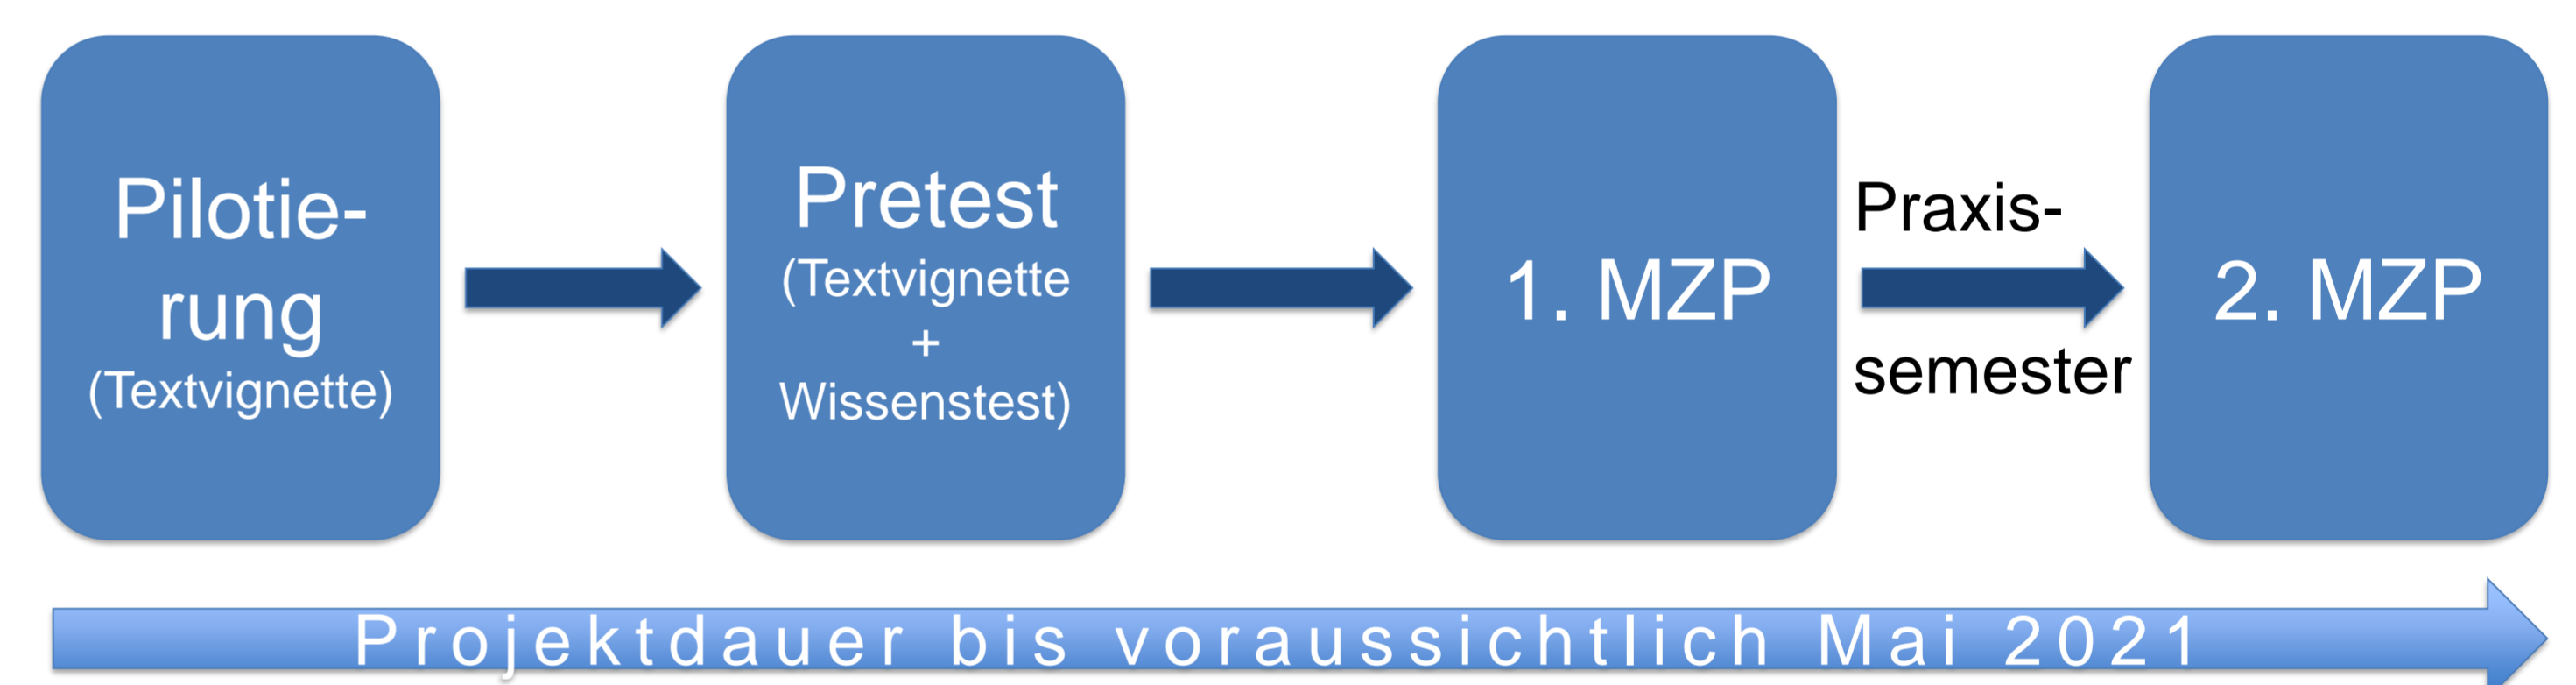 Pilotie-
rung
(Textvignette)
Pretest
(Textvignette
+
Wissenstest)
1. MZP
Praxis-
semester
2. MZP
Projektdauer bis voraussichtlich Mai 2021